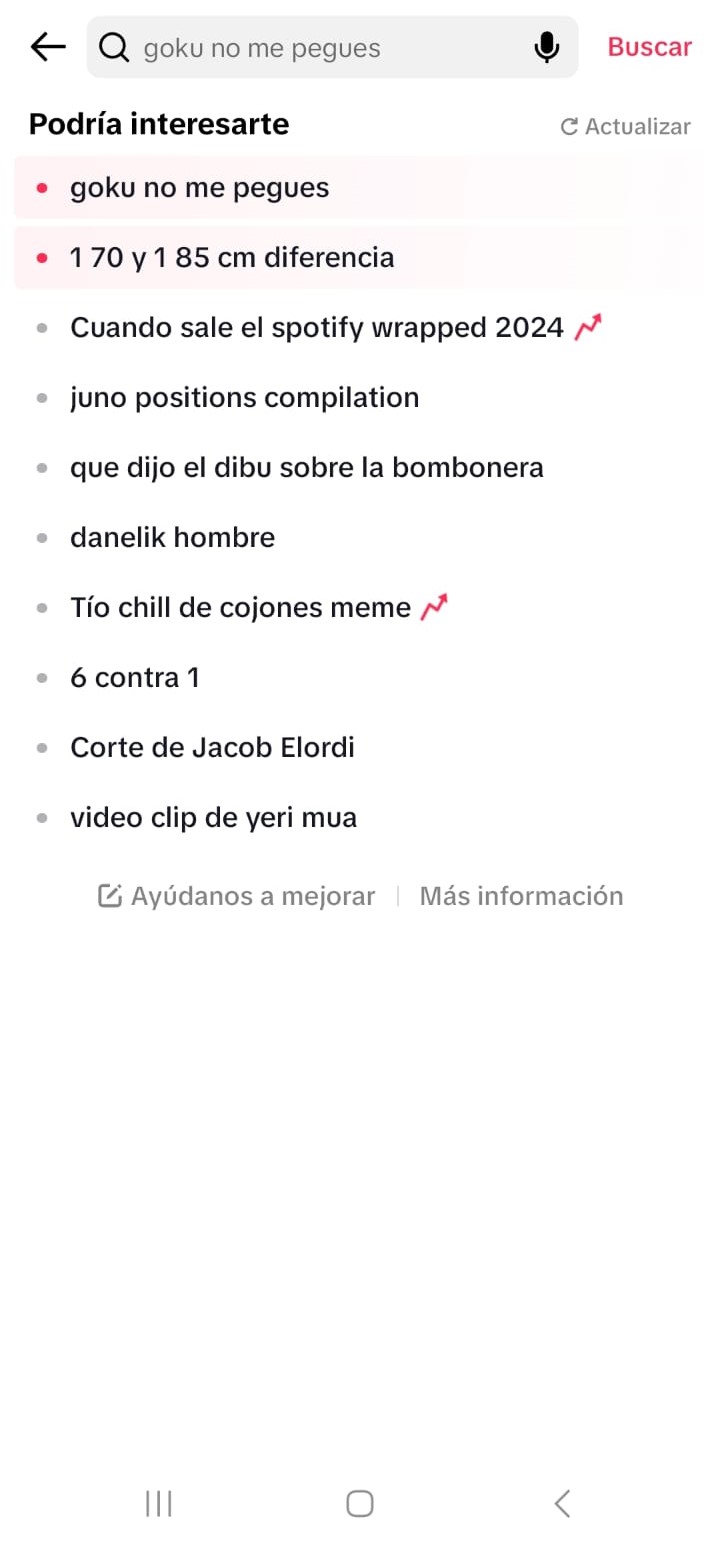 goku no me pegues
Buscar
Podría interesarte
Actualizar
goku no me pegues
1 70 y 1 85 cm diferencia
Cuando sale el spotify wrapped 2024
juno positions compilation
que dijo el dibu sobre la bombonera
danelik hombre
Tío chill de cojones meme
6 contra 1
Corte de Jacob Elordi
video clip de yeri mua
Ayúdanos a mejorar
Más información